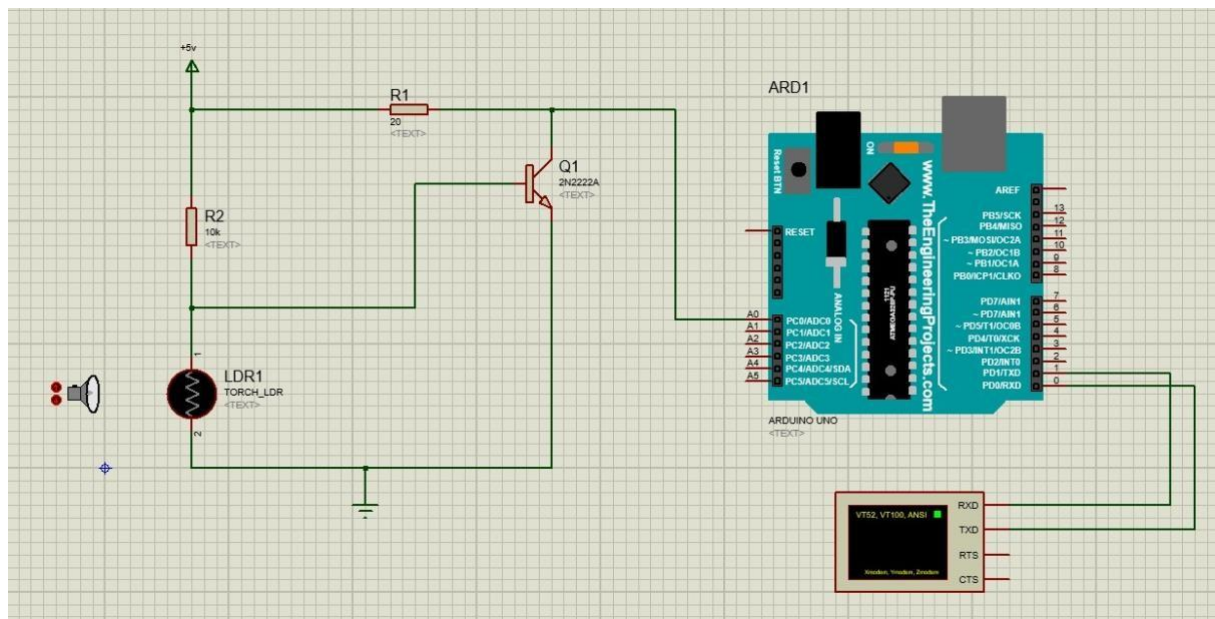 +5v
R1
20
<TEXT>
Q1
2N2222A
<TEXT>
R2
10k
<TEXT>
1
LDR1
TORCH_LDR
<TEXT>
2
ARD1
Reset BTN
ON
www.TheEngineeringProjects.com
RESET
ANALOG IN
A0
A1
A2
A3
A4
A5
PC0/ADC0
PC1/ADC1
PC2/ADC2
PC3/ADC3
PC4/ADC4/SDA
PC5/ADC5/SCL
AREF
PB5/SCK
PB4/MISO
~ PB3/MOSI/OC2A
~ PB2/OC1B
~ PB1/OC1A
PB0/ICP1/CLKO
13
12
11
10
9
8
PD7/AIN1
~ PD7/AIN1
~ PD5/T1/OC0B
PD4/T0/XCK
~ PD3/INT1/OC2B
PD2/INT0
PD1/TXD
PD0/RXD
7
6
5
4
3
2
1
0
ARDUINO UNO
<TEXT>
VT52, VT100, ANSI
Xmodem, Ymodem, Zmodem
RXD
TXD
RTS
CTS